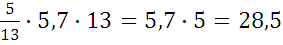 5/13 · 5,7 · 13 = 5,7 · 5 = 28,5